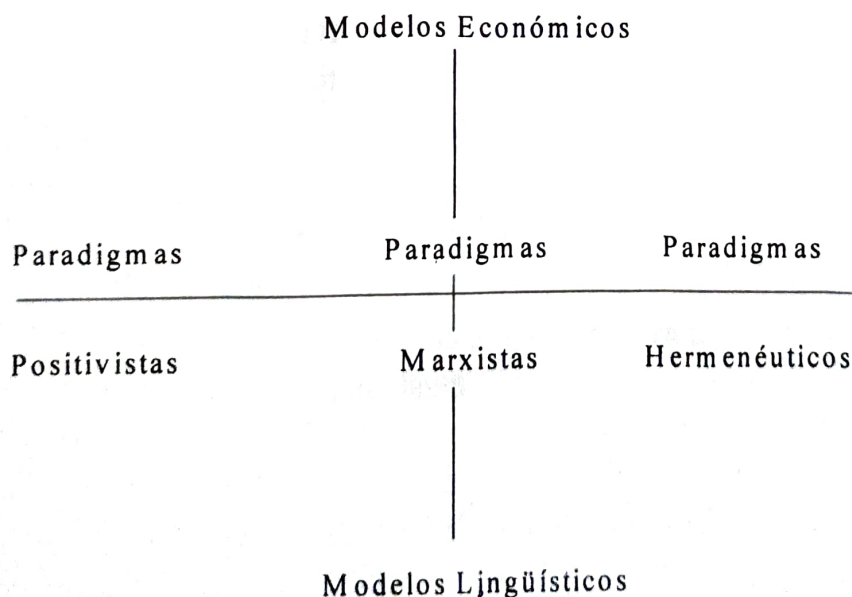 Modelos Económicos
Paradigmas Paradigmas Paradigmas
Positivistas Marxistas Hermenéuticos
Modelos Lingüísticos